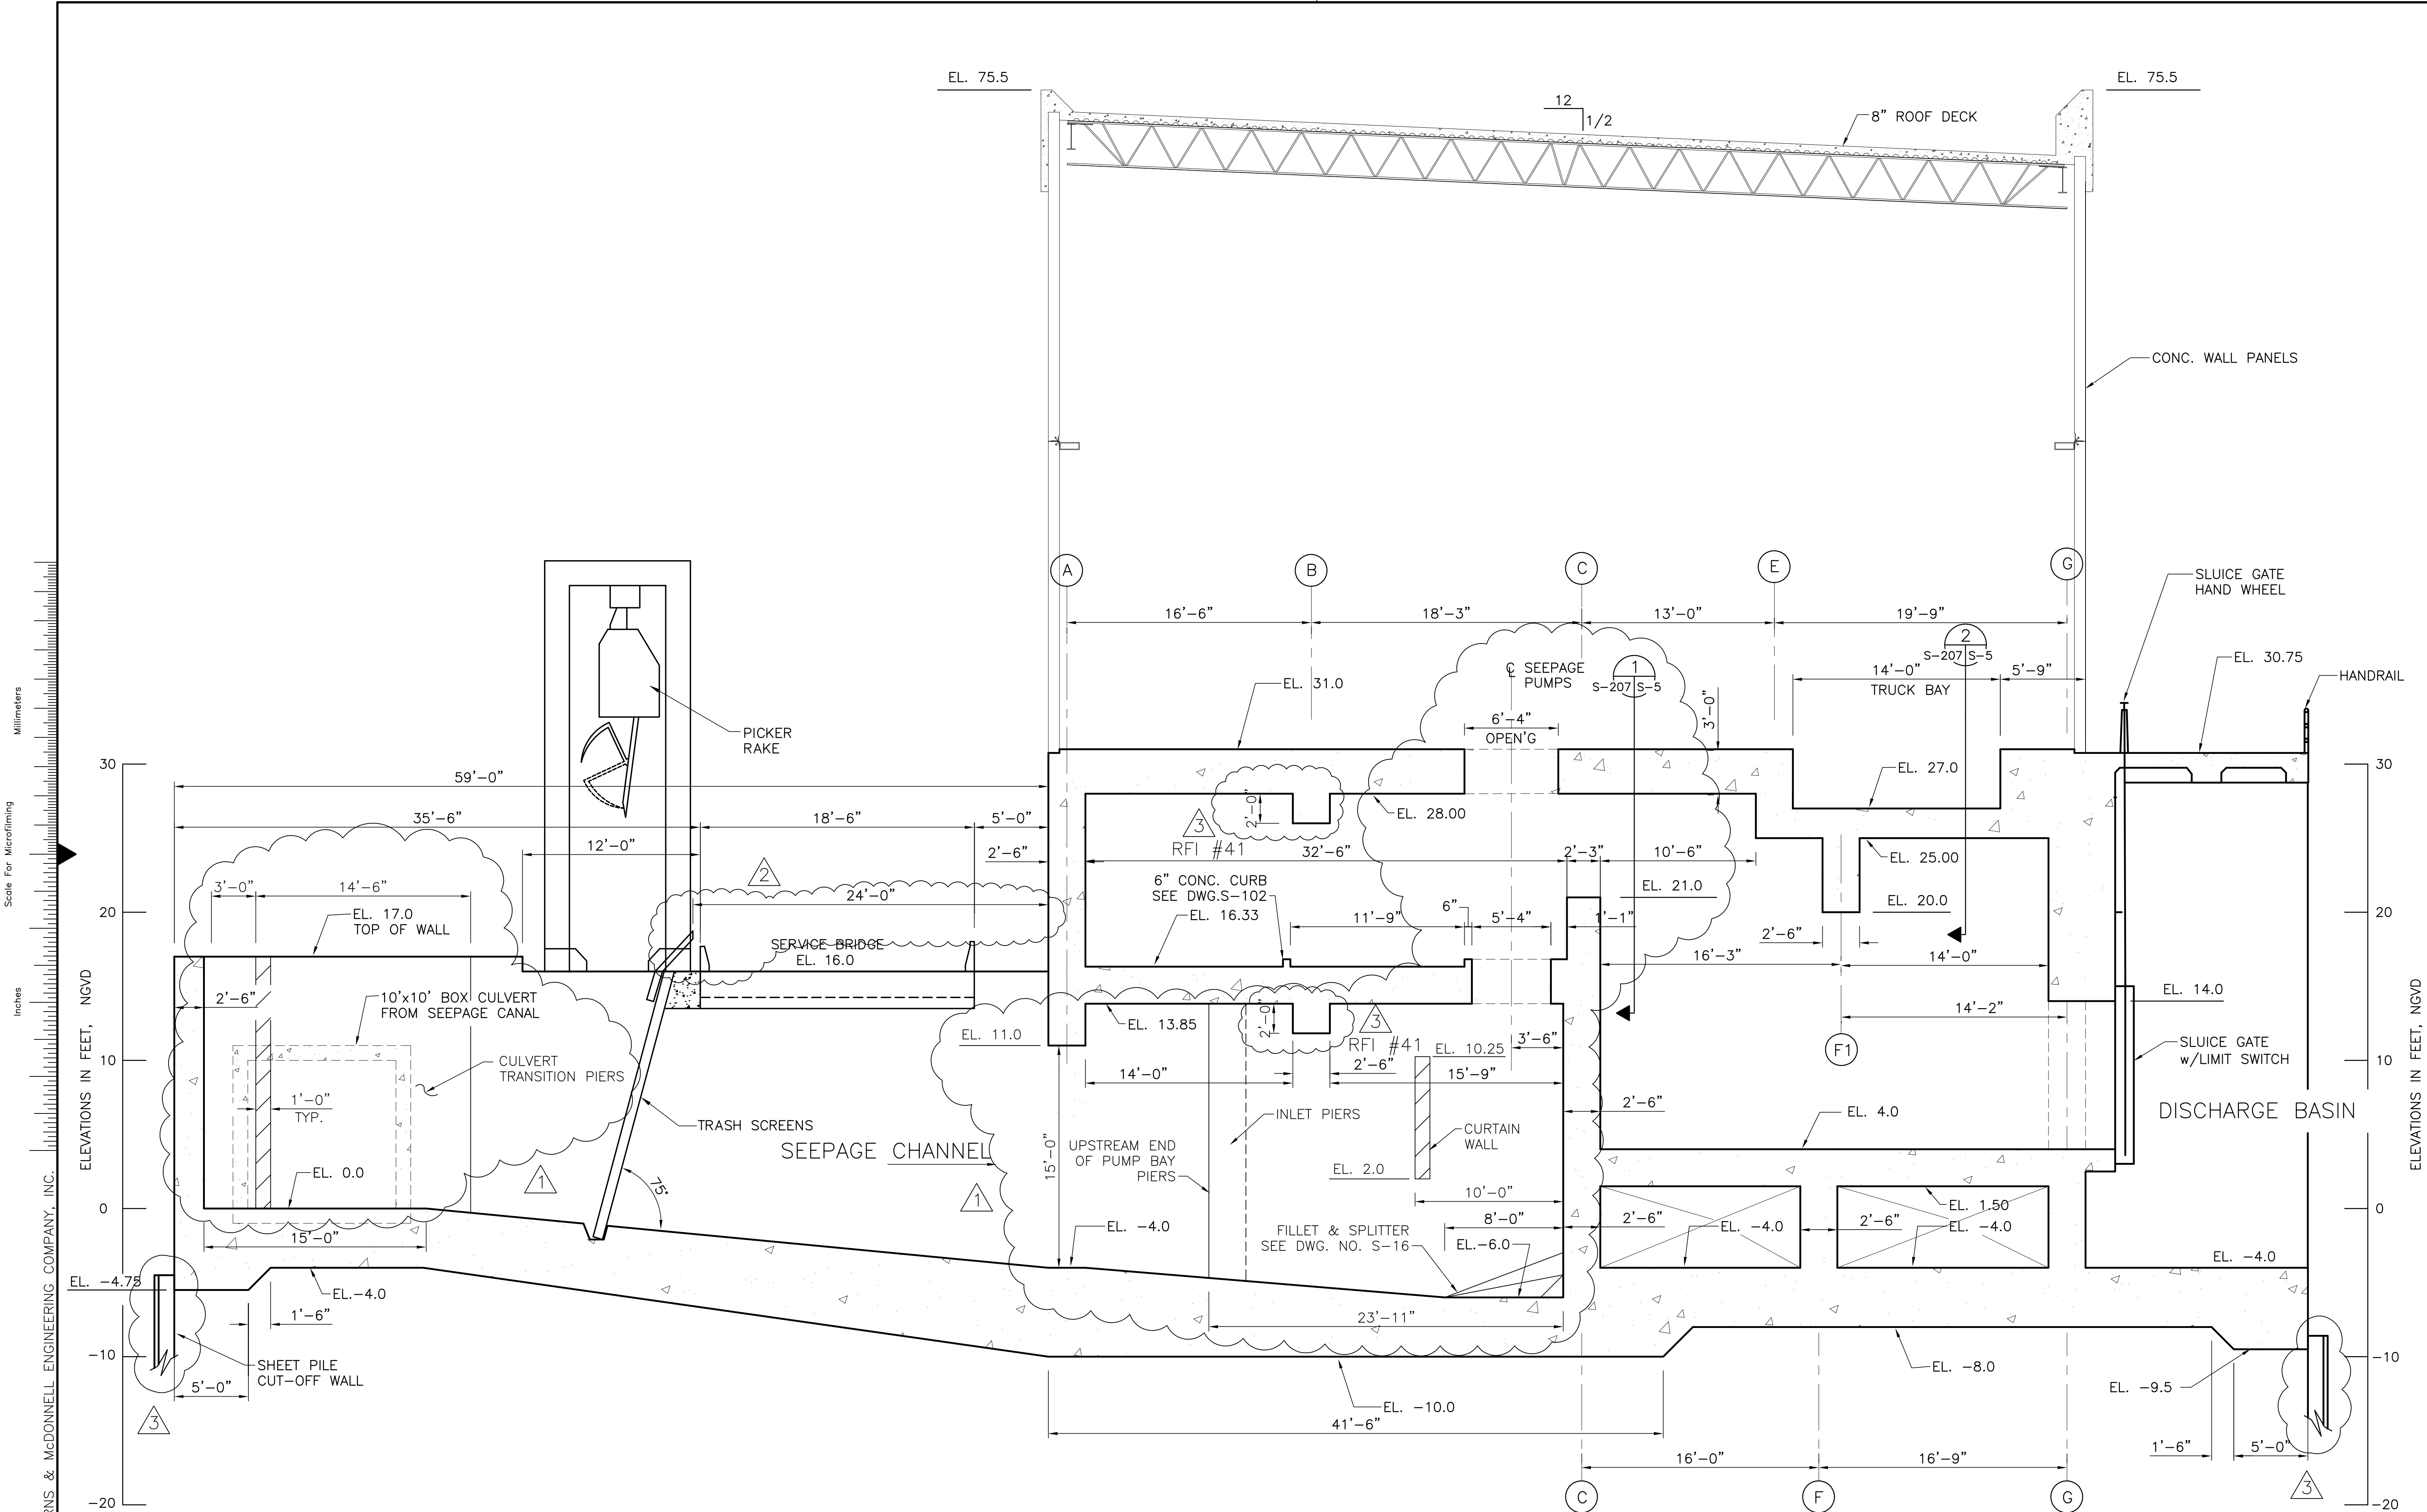 EL. 75.5
EL. 75.5
12
1/2
8" ROOF DECK
CONC. WALL PANELS
A
B
C
E
G
SLUICE GATE
HAND WHEEL
16'-6"
18'-3"
13'-0"
19'-9"
℄ SEEPAGE
PUMPS
1
S-207 S-5
2
S-207 S-5
14'-0"
TRUCK BAY
5'-9"
EL. 30.75
HANDRAIL
EL. 31.0
6'-4"
OPEN'G
3'-0"
PICKER
RAKE
30
59'-0"
EL. 27.0
30
35'-6"
18'-6"
5'-0"
2'-0"
EL. 28.00
12'-0"
2'-6"
3
RFI #41
32'-6"
2'-3"
10'-6"
EL. 25.00
2
3'-0"
14'-6"
24'-0"
6" CONC. CURB
SEE DWG.S-102
EL. 21.0
EL. 20.0
20
EL. 17.0
TOP OF WALL
EL. 16.33
11'-9"
6"
5'-4"
1'-1"
20
SERVICE BRIDGE
EL. 16.0
2'-6"
16'-3"
14'-0"
2'-6"
10'x10' BOX CULVERT
FROM SEEPAGE CANAL
EL. 13.85
2'-0"
3
RFI #41
EL. 14.0
14'-2"
EL. 11.0
EL. 10.25
3'-6"
F1
SLUICE GATE
w/LIMIT SWITCH
10
CULVERT
TRANSITION PIERS
14'-0"
2'-6"
15'-9"
10
1'-0"
TYP.
TRASH SCREENS
INLET PIERS
2'-6"
EL. 4.0
DISCHARGE BASIN
SEEPAGE CHANNEL
15'-0"
UPSTREAM END
OF PUMP BAY
PIERS
CURTAIN
WALL
EL. 0.0
1
75°
1
EL. 2.0
10'-0"
0
8'-0"
2'-6"
2'-6"
EL. 1.50
0
15'-0"
EL. -4.0
FILLET & SPLITTER
SEE DWG. NO. S-16
EL.-6.0
EL. -4.0
EL. -4.0
EL. -4.0
EL. -4.75
EL.-4.0
1'-6"
23'-11"
-10
SHEET PILE
CUT-OFF WALL
5'-0"
EL. -8.0
-10
EL. -9.5
3
EL. -10.0
41'-6"
16'-0"
16'-9"
1'-6"
5'-0"
-20
C
F
G
3
-20
ELEVATIONS IN FEET, NGVD
ELEVATIONS IN FEET, NGVD
Millimeters
Scale For Microfilming
Inches
& McDONNELL ENGINEERING COMPANY, INC.